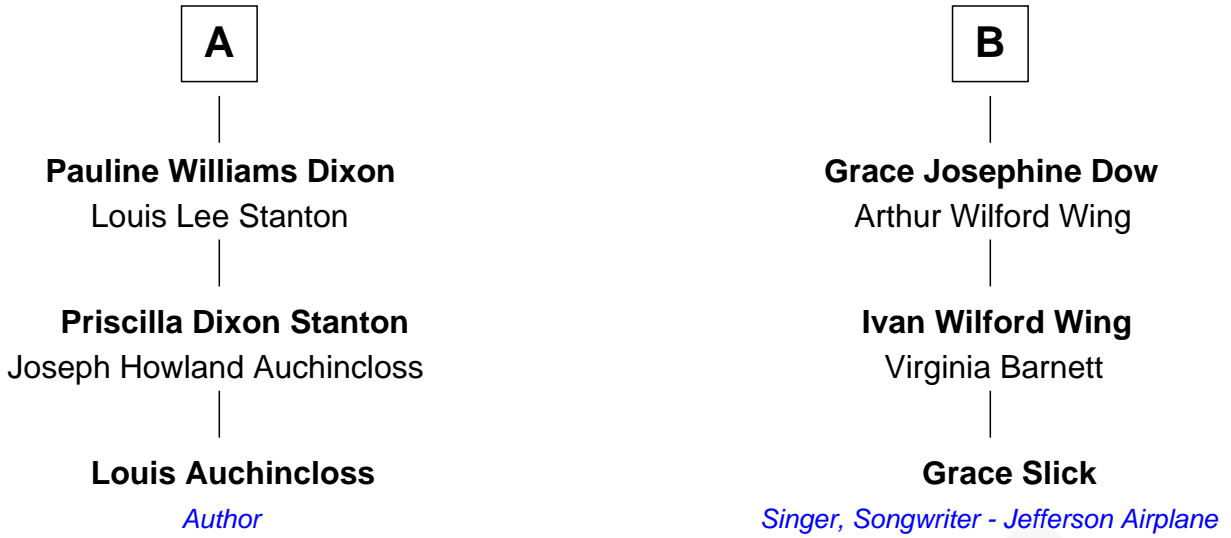 A
Pauline Williams Dixon
Louis Lee Stanton
Priscilla Dixon Stanton
Joseph Howland Auchincloss
Louis Auchincloss
Author
B
Grace Josephine Dow
Arthur Wilford Wing
Ivan Wilford Wing
Virginia Barnett
Grace Slick
Singer, Songwriter - Jefferson Airplane